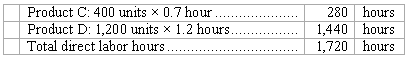 Product C: 400 units × 0.7 hour ..................... 280 hours
Product D: 1,200 units × 1.2 hours................. 1,440 hours
Total direct labor hours.................................. 1,720 hours